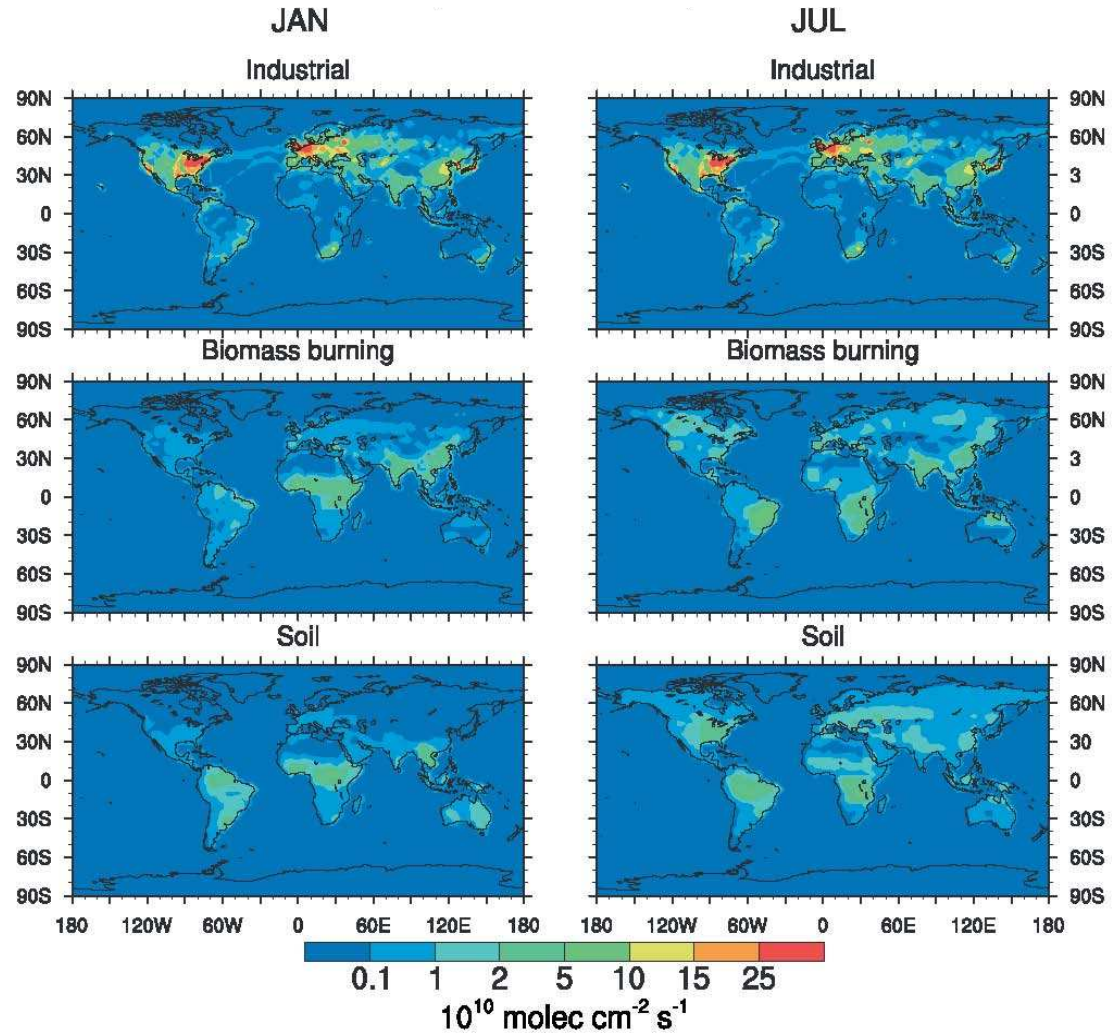 JAN JUL
Industrial Industrial
90N 90N
60N 60N
30N 3
0 0
30S 30S
60S 60S
90S 90S
Biomass burning Biomass burning
90N 90N
60N 60N
30N 3
0 0
30S 30S
60S 60S
90S 90S
Soil Soil
90N 90N
60N 60N
30N 30
0 0
30S 30S
60S 60S
90S 90S
180 120W 60W 0 60E 120E 180 120W 60W 0 60E 120E 180
0.1 1 2 5 10 15 25
10¹⁰ molec cm⁻² s⁻¹